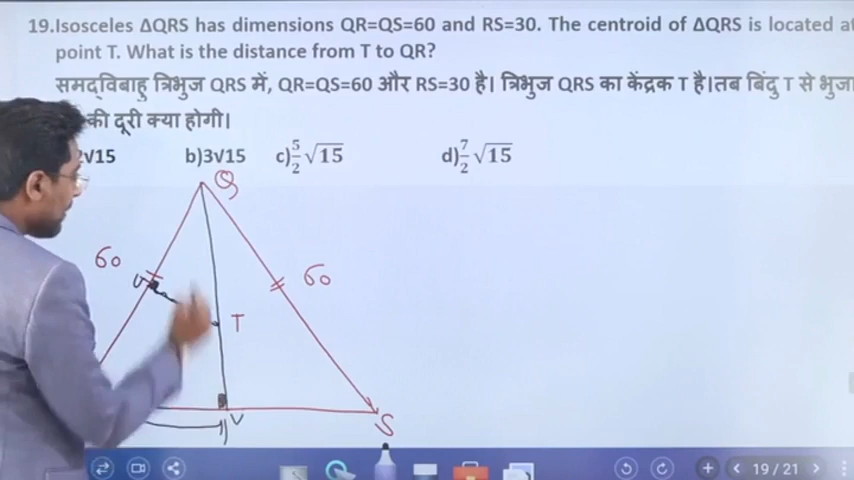 19.Isosceles ΔQRS has dimensions QR=QS=60 and RS=30. The centroid of ΔQRS is located at
point T. What is the distance from T to QR?
समद्विबाहु त्रिभुज QRS में, QR=QS=60 और RS=30 है। त्रिभुज QRS का केंद्रक T है।तब बिंदु T से भुजा
की दूरी क्या होगी।
√15 b)3√15 c)5/2 √15 d)7/2 √15
Q
60 60
U
T
V
S
19 / 21